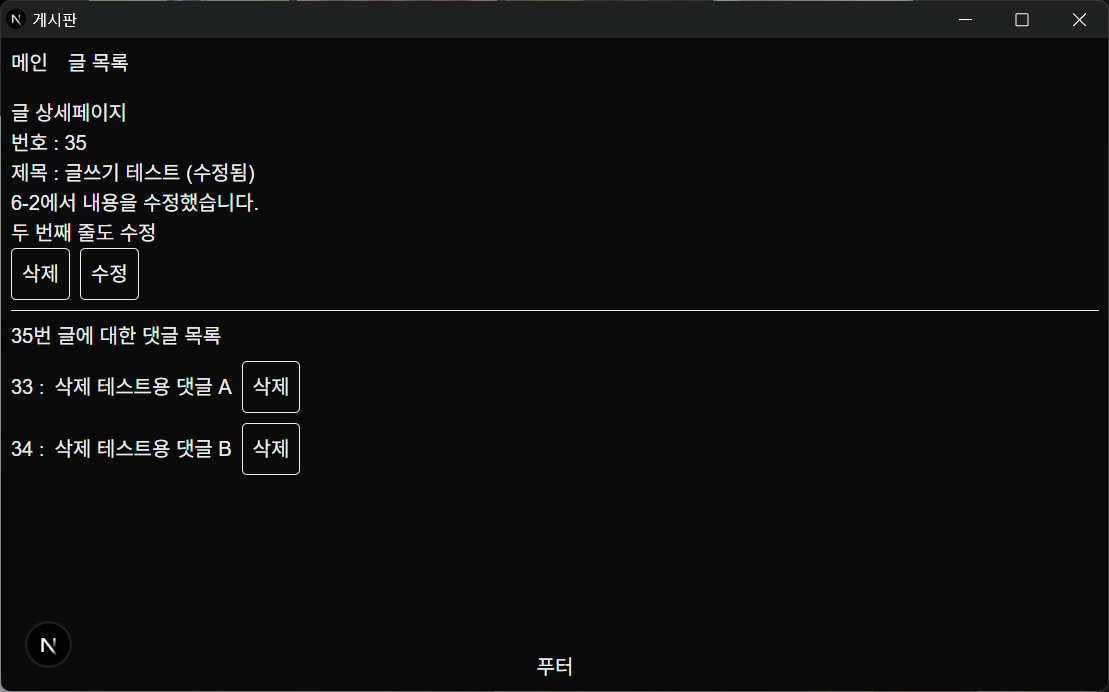 N 게시판
메인 글 목록
글 상세페이지
번호 : 35
제목 : 글쓰기 테스트 (수정됨)
6-2에서 내용을 수정했습니다.
두 번째 줄도 수정
삭제 수정
35번 글에 대한 댓글 목록
33 : 삭제 테스트용 댓글 A 삭제
34 : 삭제 테스트용 댓글 B 삭제
N
푸터